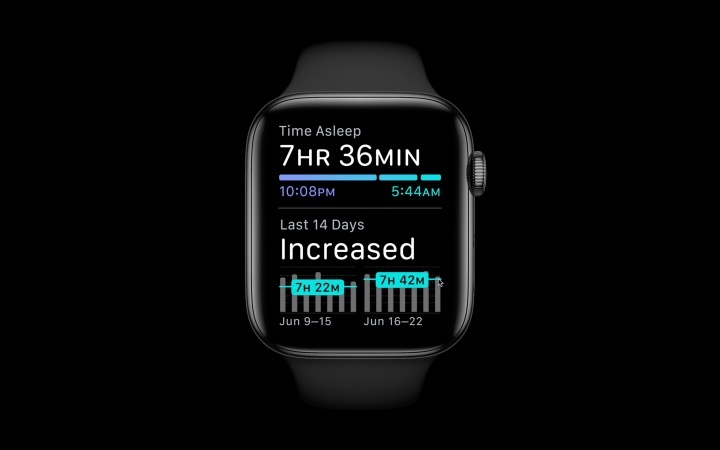 Time Asleep
7HR 36MIN
10:08PM 5:44AM
Last 14 Days
Increased
7H 22M 7H 42M
Jun 9–15 Jun 16–22